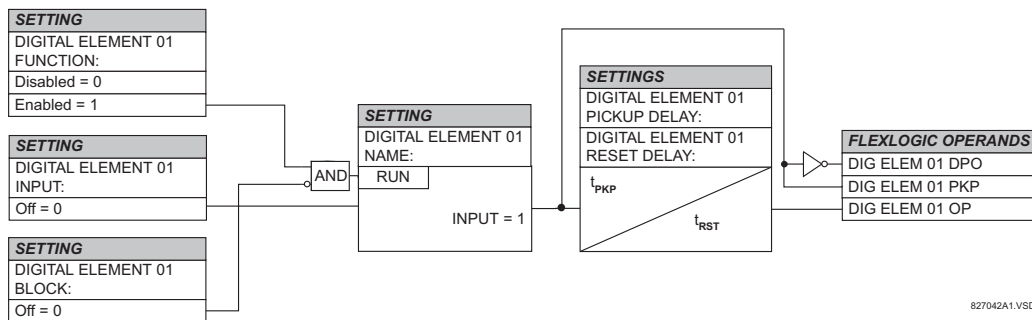 SETTING
DIGITAL ELEMENT 01
FUNCTION:
Disabled = 0
Enabled = 1
SETTING
DIGITAL ELEMENT 01
INPUT:
Off = 0
SETTING
DIGITAL ELEMENT 01
BLOCK:
Off = 0
AND
SETTING
DIGITAL ELEMENT 01
NAME:
RUN
INPUT = 1
SETTINGS
DIGITAL ELEMENT 01
PICKUP DELAY:
DIGITAL ELEMENT 01
RESET DELAY:
tPKP
tRST
FLEXLOGIC OPERANDS
DIG ELEM 01 DPO
DIG ELEM 01 PKP
DIG ELEM 01 OP
827042A1.VSD